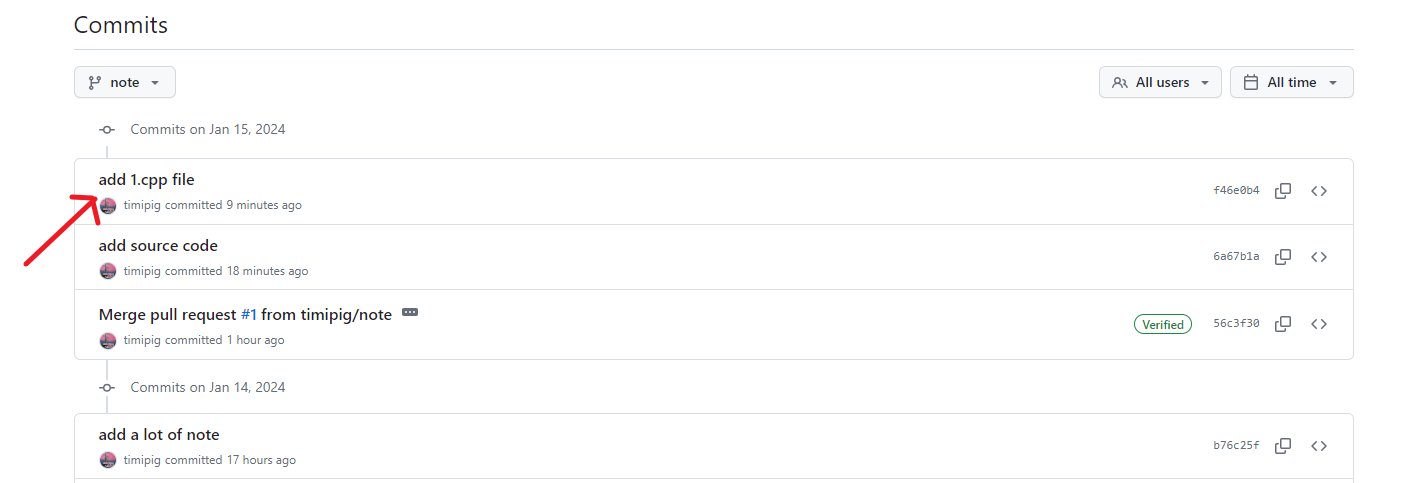 Commits
note
All users
All time
Commits on Jan 15, 2024
add 1.cpp file
timipig committed 9 minutes ago
f46e0b4
add source code
timipig committed 18 minutes ago
6a67b1a
Merge pull request #1 from timipig/note
timipig committed 1 hour ago
Verified
56c3f30
Commits on Jan 14, 2024
add a lot of note
timipig committed 17 hours ago
b76c25f